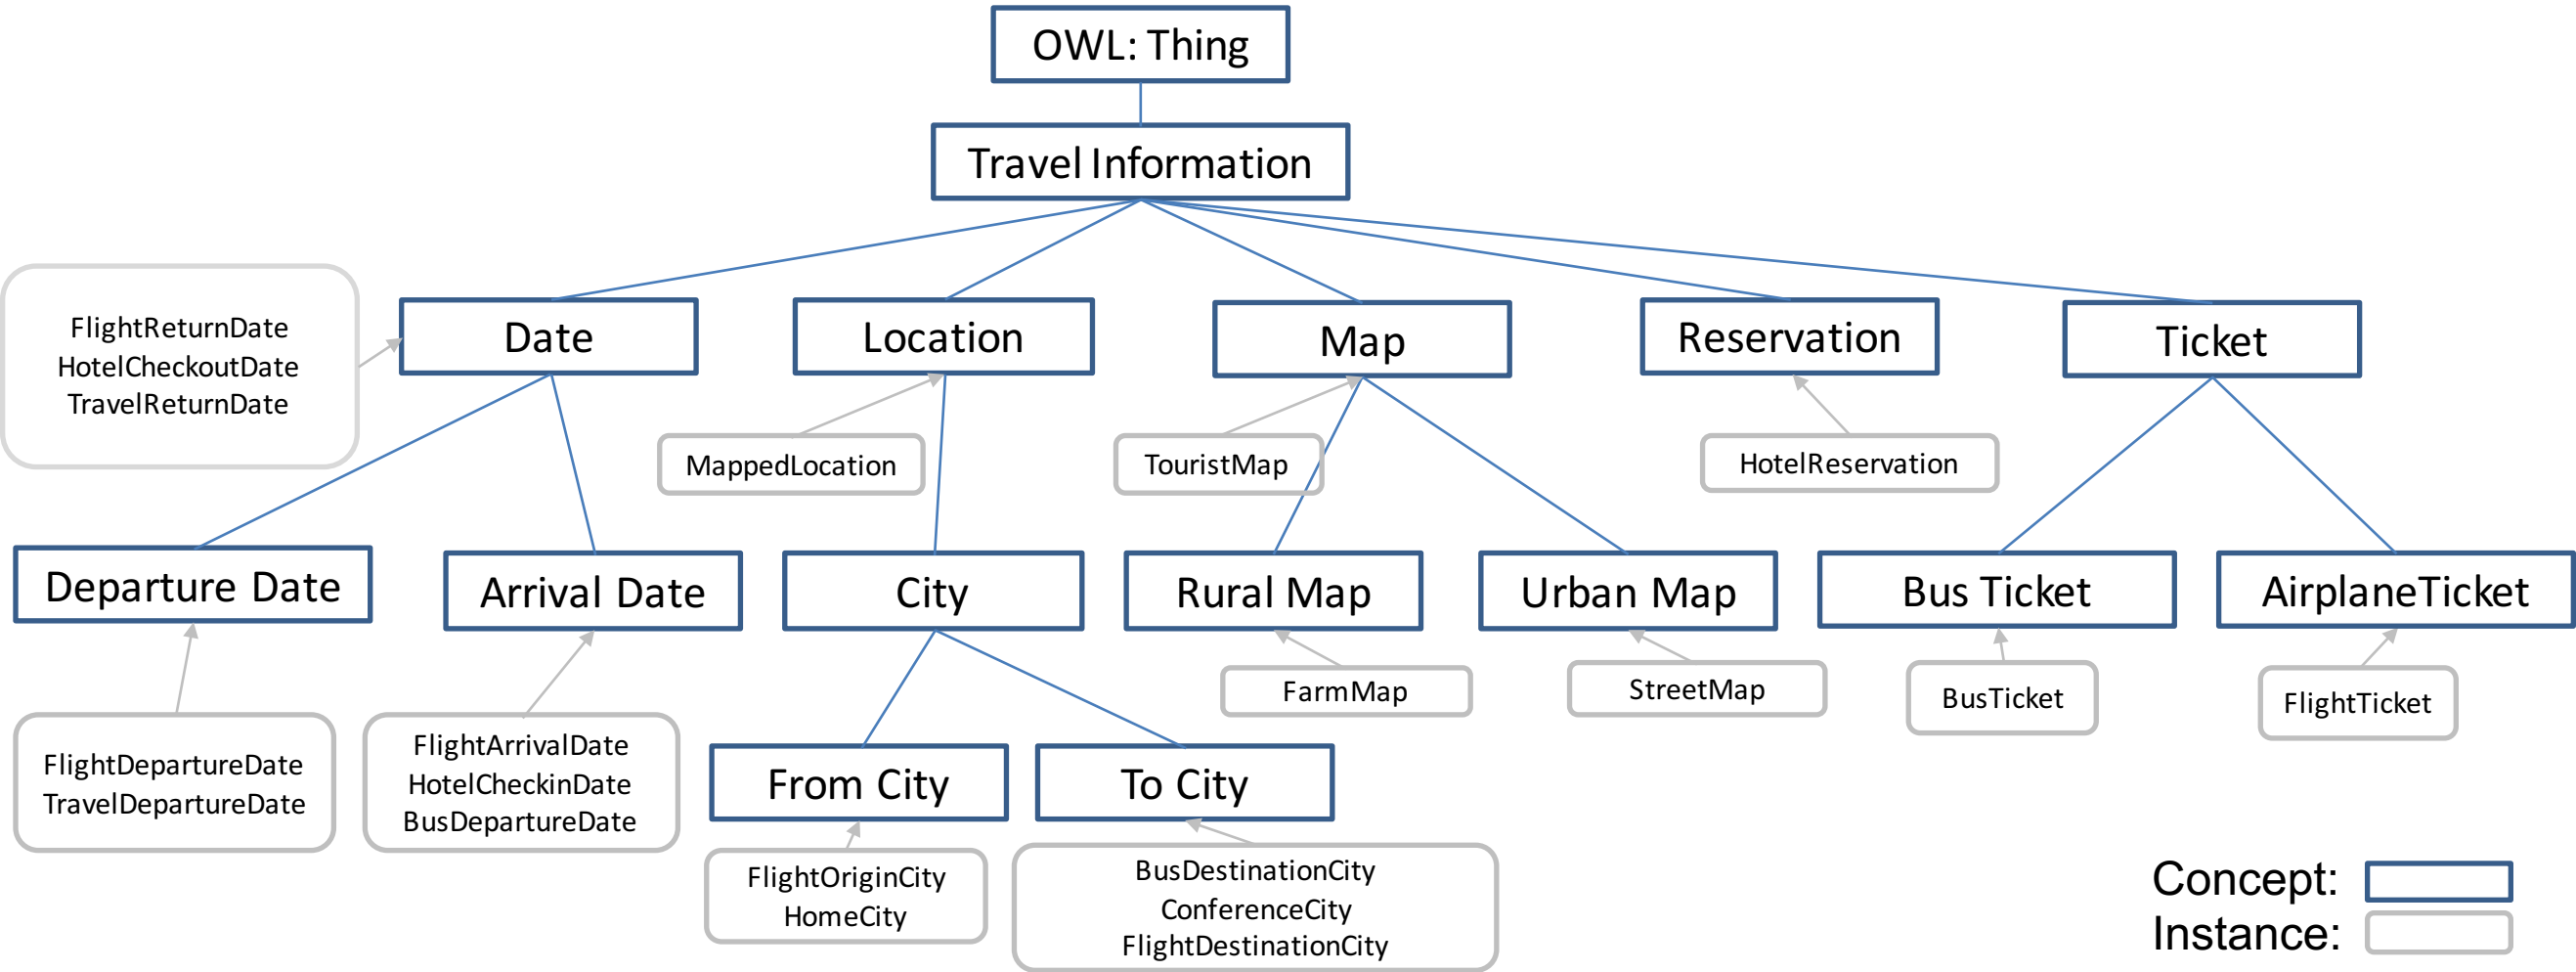 OWL: Thing
Travel Information
FlightReturnDate
HotelCheckoutDate
TravelReturnDate
Date
Location
Map
Reservation
Ticket
MappedLocation
TouristMap
HotelReservation
Departure Date
Arrival Date
City
Rural Map
Urban Map
Bus Ticket
AirplaneTicket
FlightDepartureDate
TravelDepartureDate
FlightArrivalDate
HotelCheckinDate
BusDepartureDate
FarmMap
StreetMap
BusTicket
FlightTicket
From City
To City
FlightOriginCity
HomeCity
BusDestinationCity
ConferenceCity
FlightDestinationCity
Concept:
Instance: